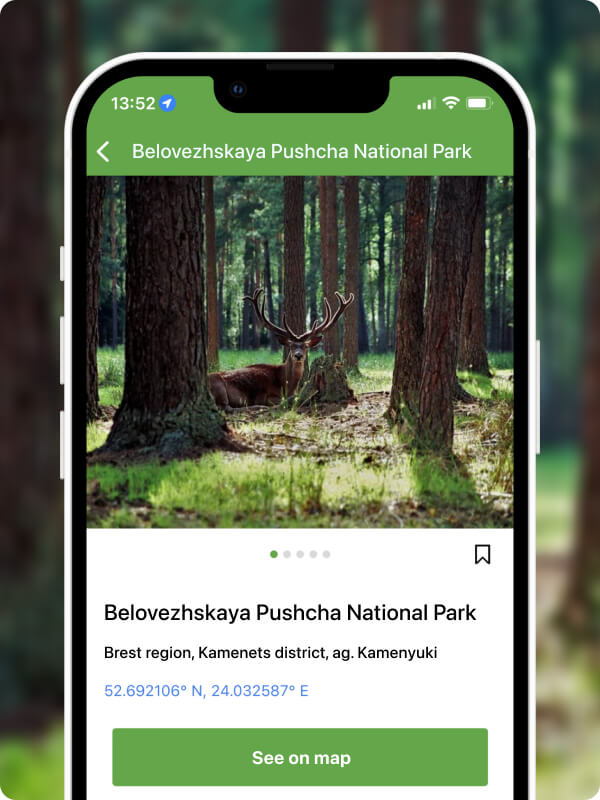 13:52
Belovezhskaya Pushcha National Park
Belovezhskaya Pushcha National Park
Brest region, Kamenets district, ag. Kamenyuki
52.692106° N, 24.032587° E
See on map